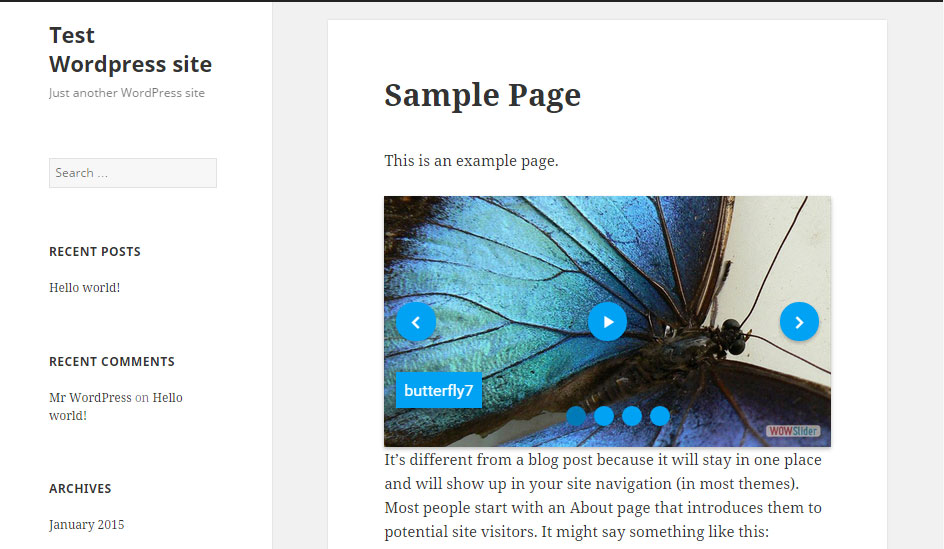 Test
Wordpress site
Just another WordPress site
Search ...
RECENT POSTS
Hello world!
RECENT COMMENTS
Mr WordPress on Hello
world!
ARCHIVES
January 2015
Sample Page
This is an example page.
butterfly7
WOWSlider
It’s different from a blog post because it will stay in one place
and will show up in your site navigation (in most themes).
Most people start with an About page that introduces them to
potential site visitors. It might say something like this: